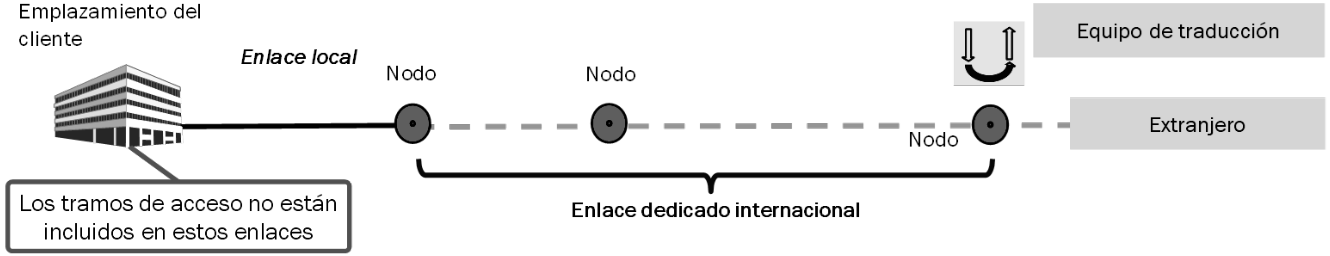 Emplazamiento del
cliente
Enlace local
Nodo
Nodo
Nodo
Equipo de traducción
Extranjero
Los tramos de acceso no están
incluidos en estos enlaces
Enlace dedicado internacional